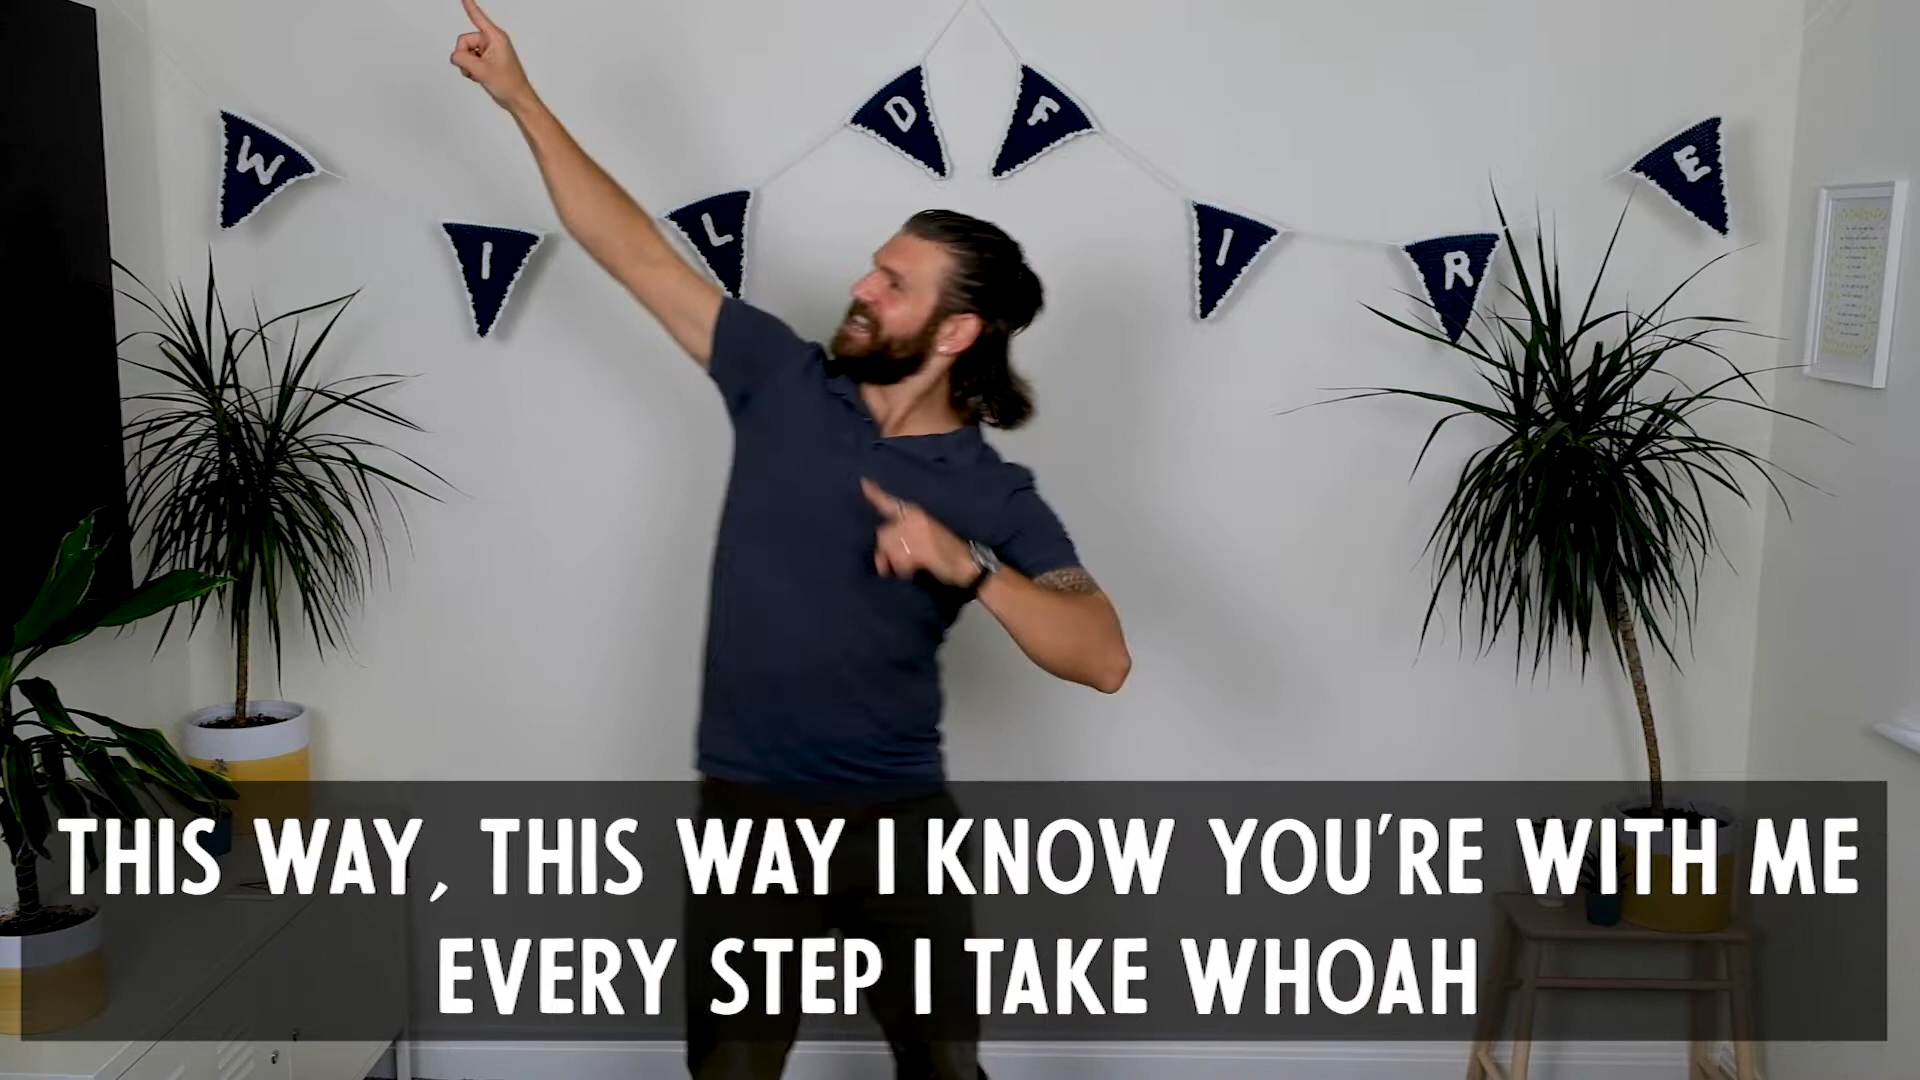 WILDFIRE
THIS WAY, THIS WAY I KNOW YOU'RE WITH ME
EVERY STEP I TAKE WHOAH